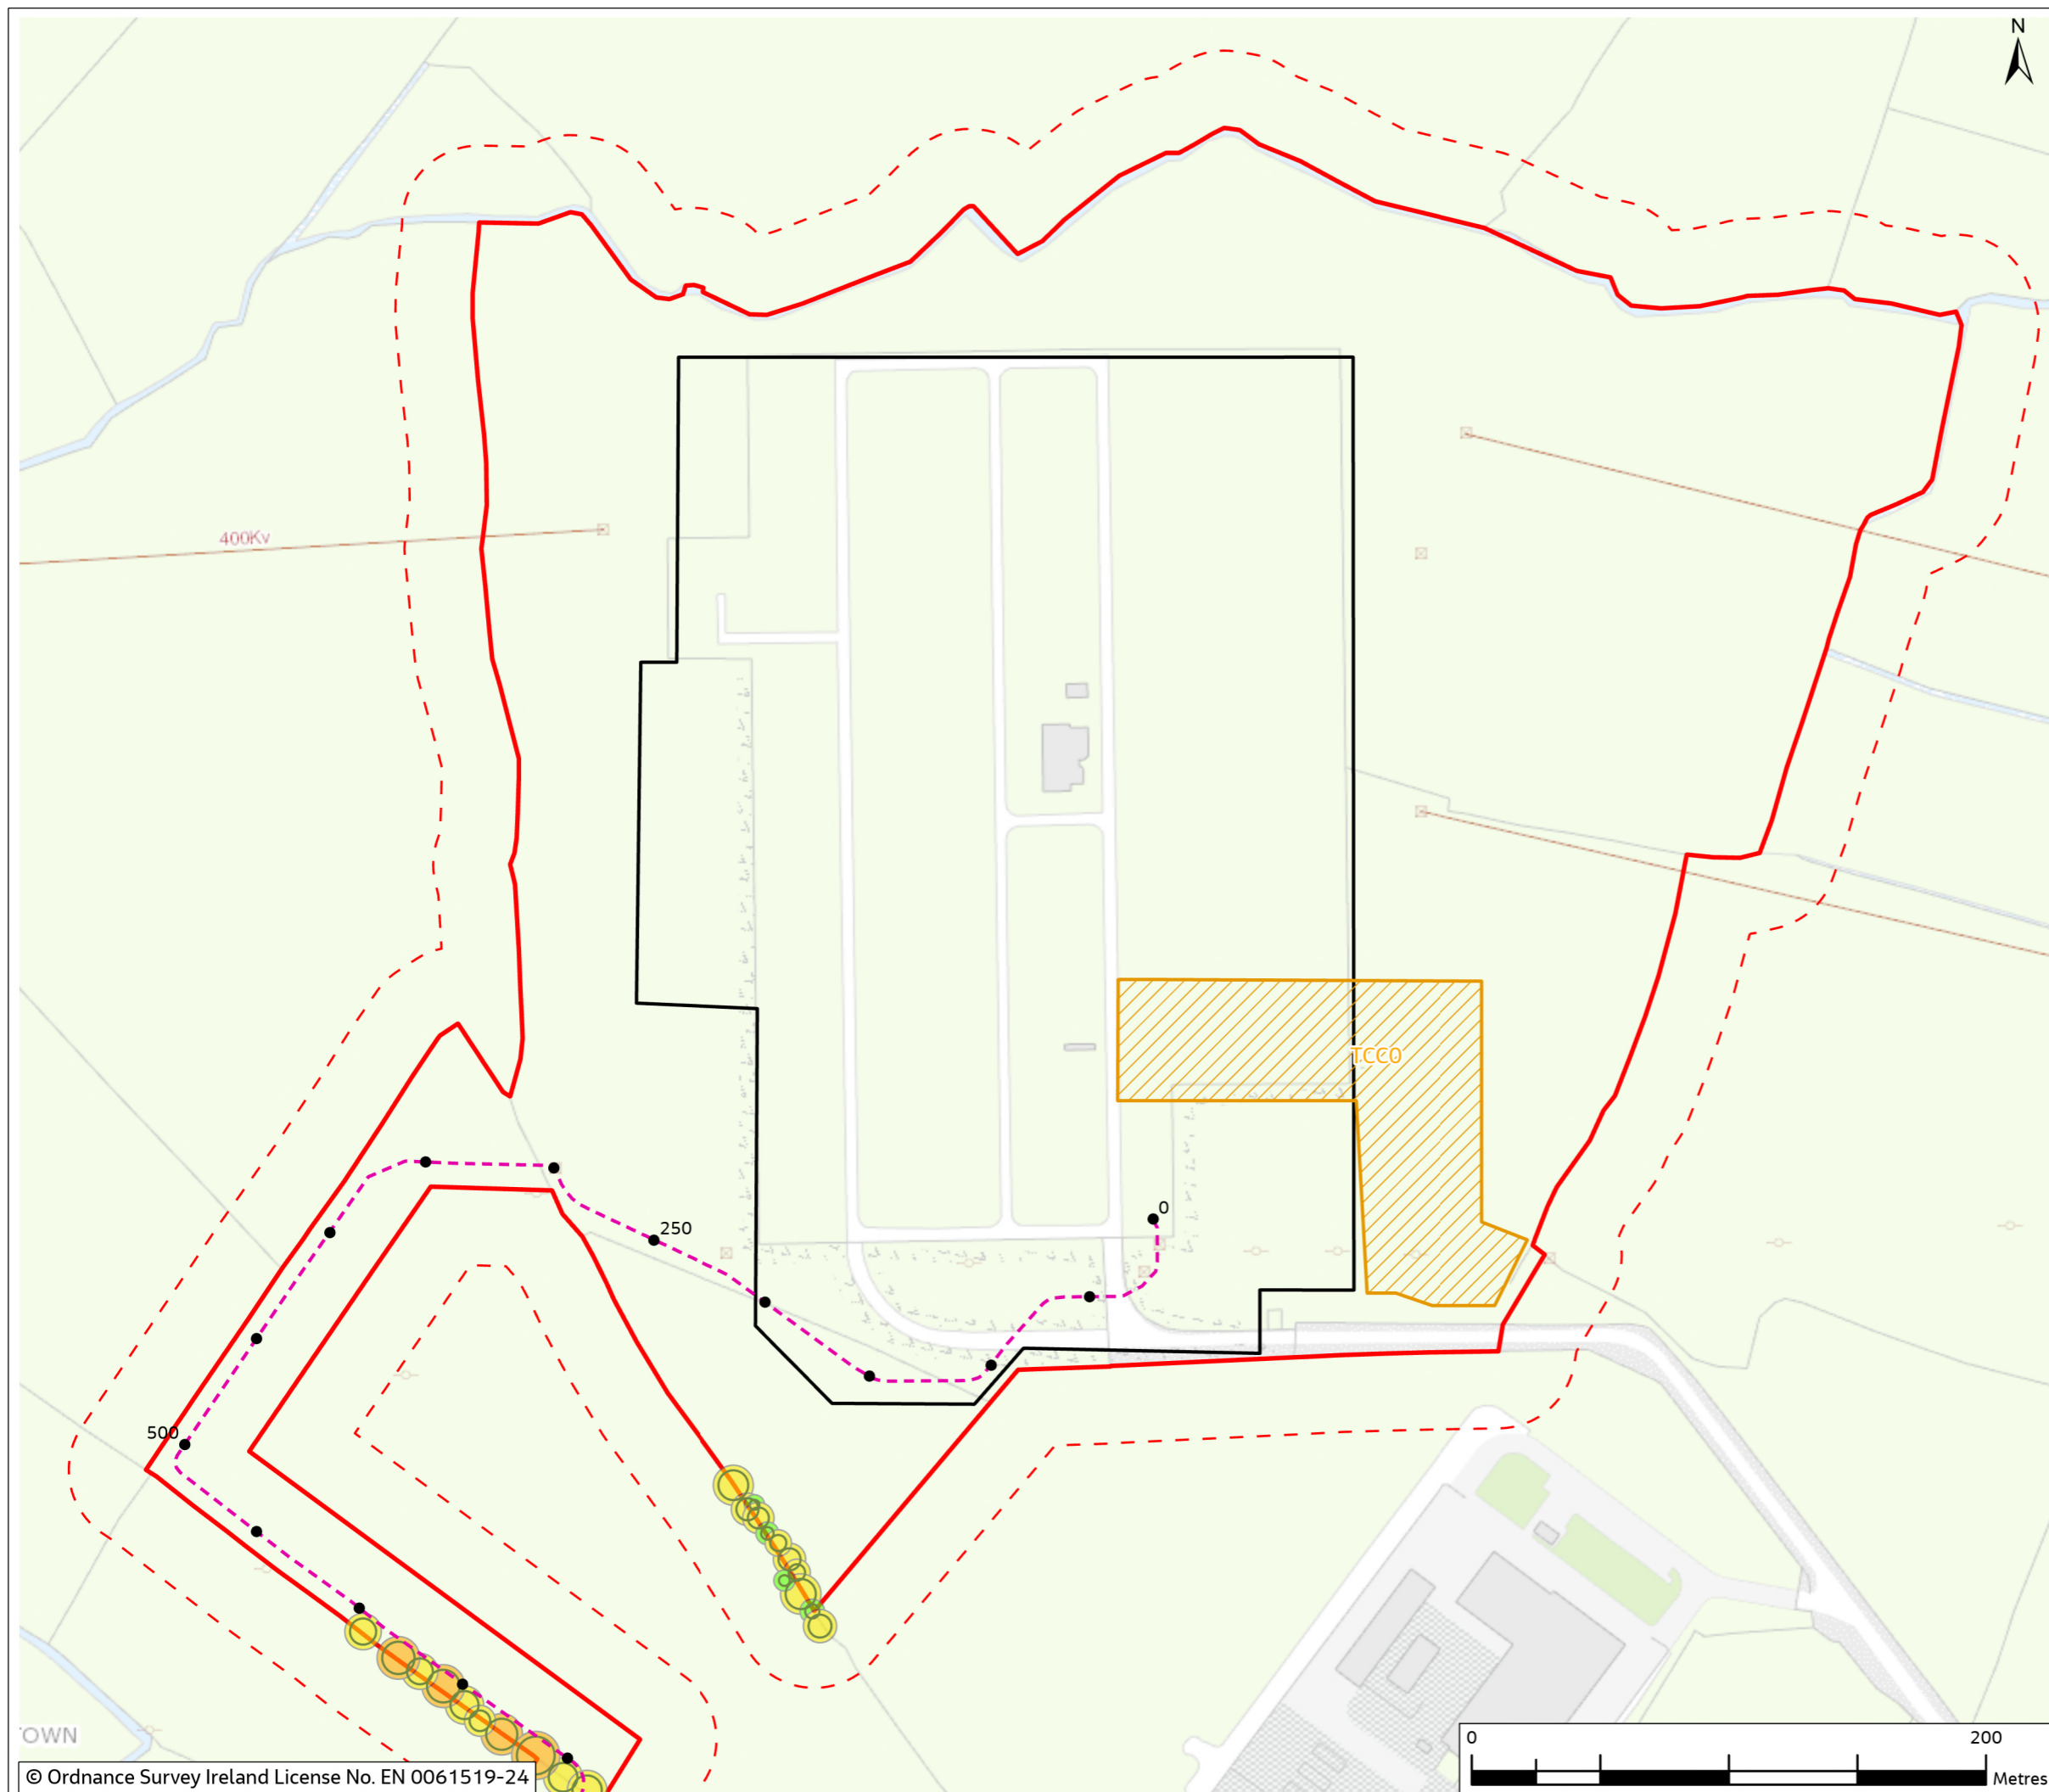 N
400Kv
TCC0
0
250
500
OWN
0 200
Metres
© Ordnance Survey Ireland License No. EN 0061519-24